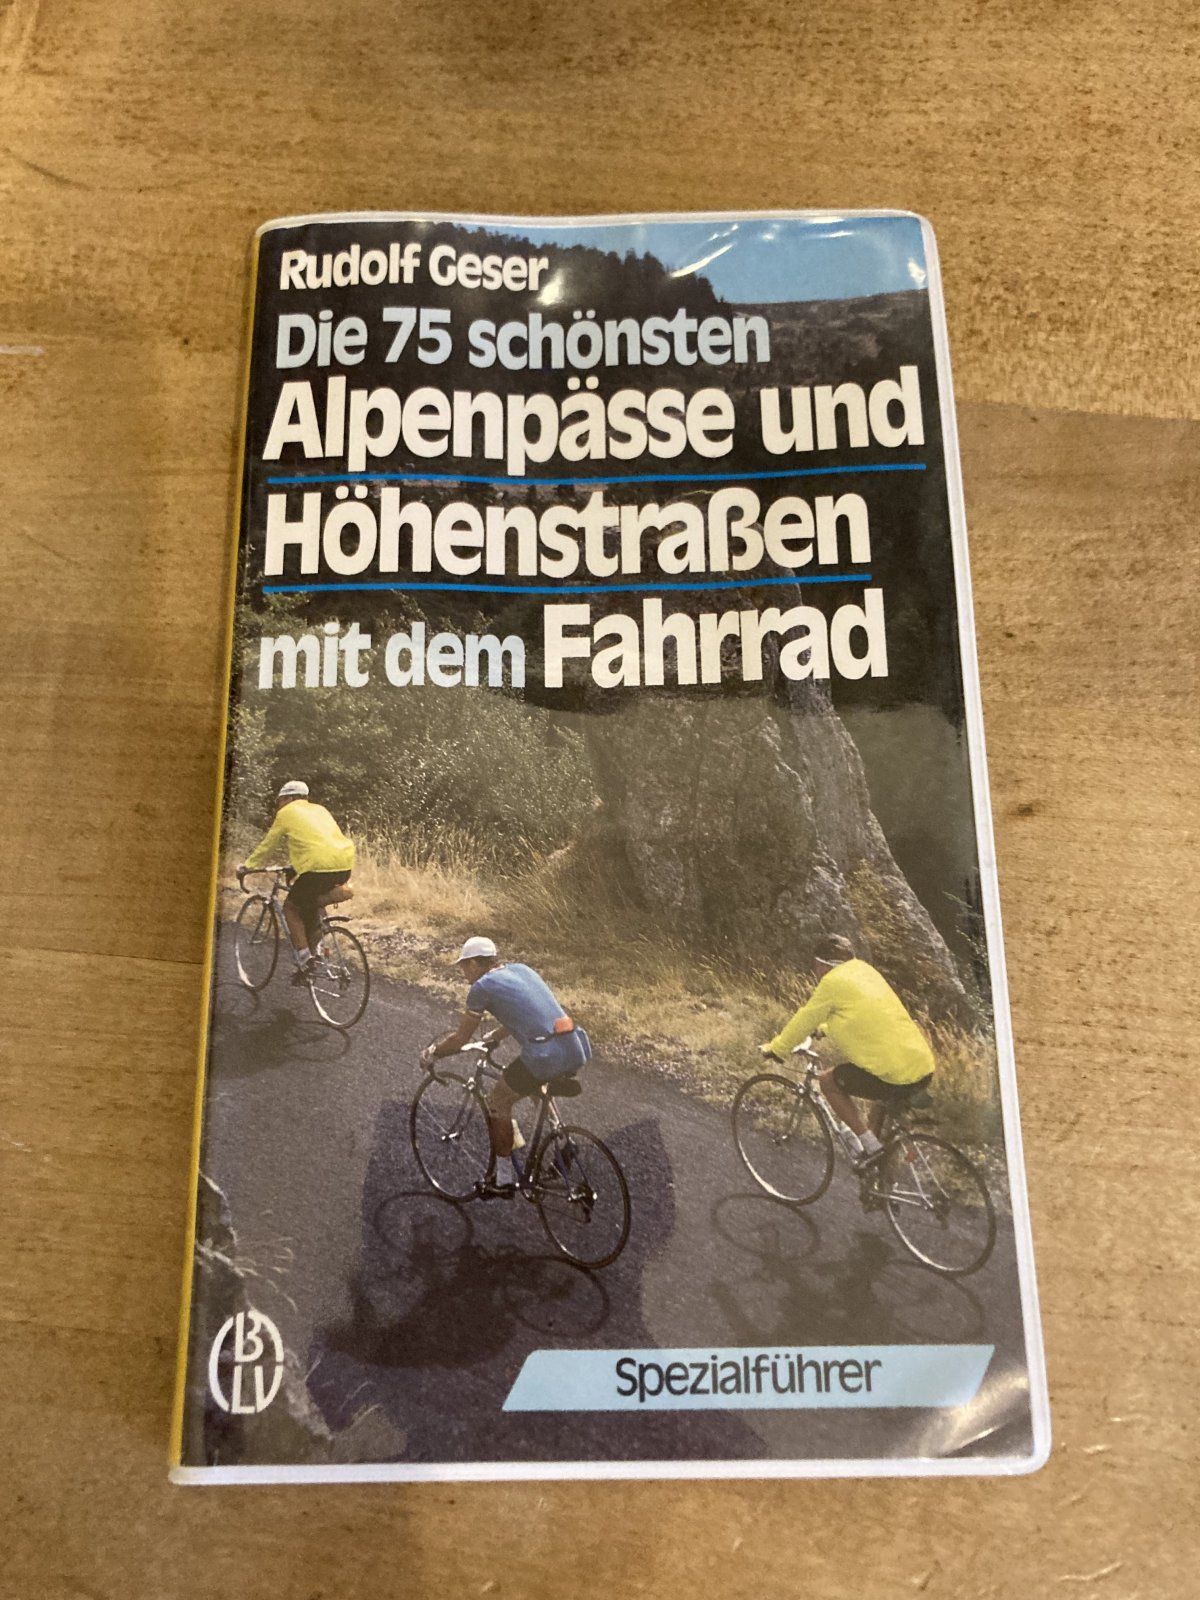 Rudolf Geser
Die 75 schönsten
Alpenpässe und
Höhenstraßen
mit dem Fahrrad
BLV
Spezialführer